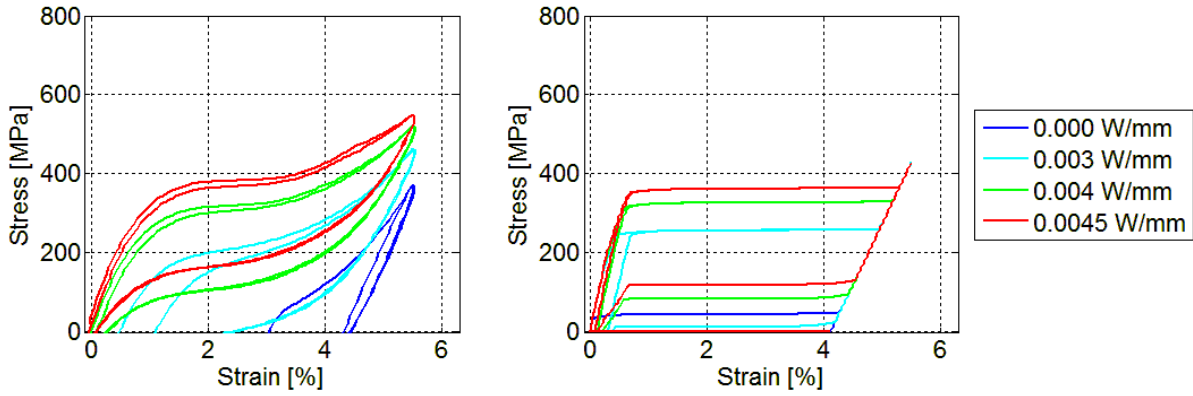 800
600
400
200
0
Stress [MPa]
0 2 4 6
Strain [%]
800
600
400
200
0
Stress [MPa]
0 2 4 6
Strain [%]
0.000 W/mm
0.003 W/mm
0.004 W/mm
0.0045 W/mm